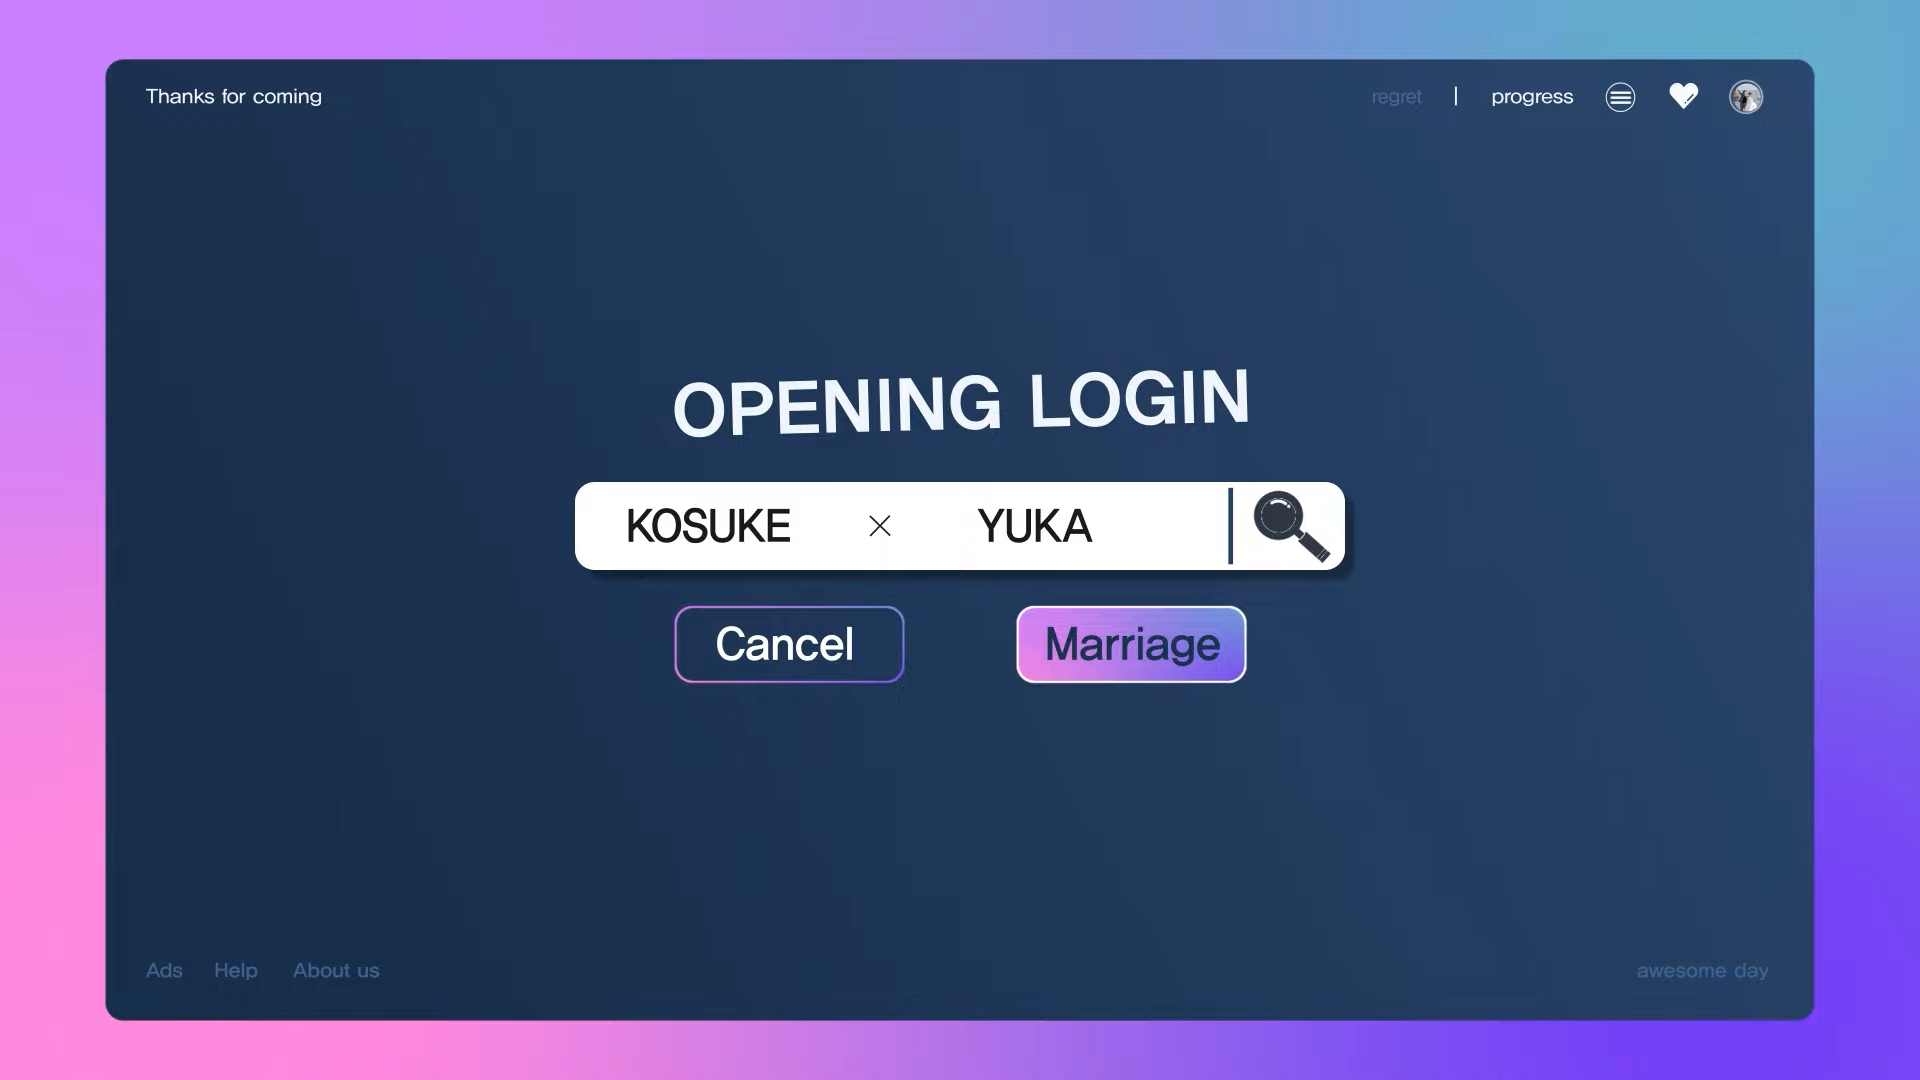 Thanks for coming
regret | progress
OPENING LOGIN
KOSUKE × YUKA
Cancel Marriage
Ads Help About us
awesome day